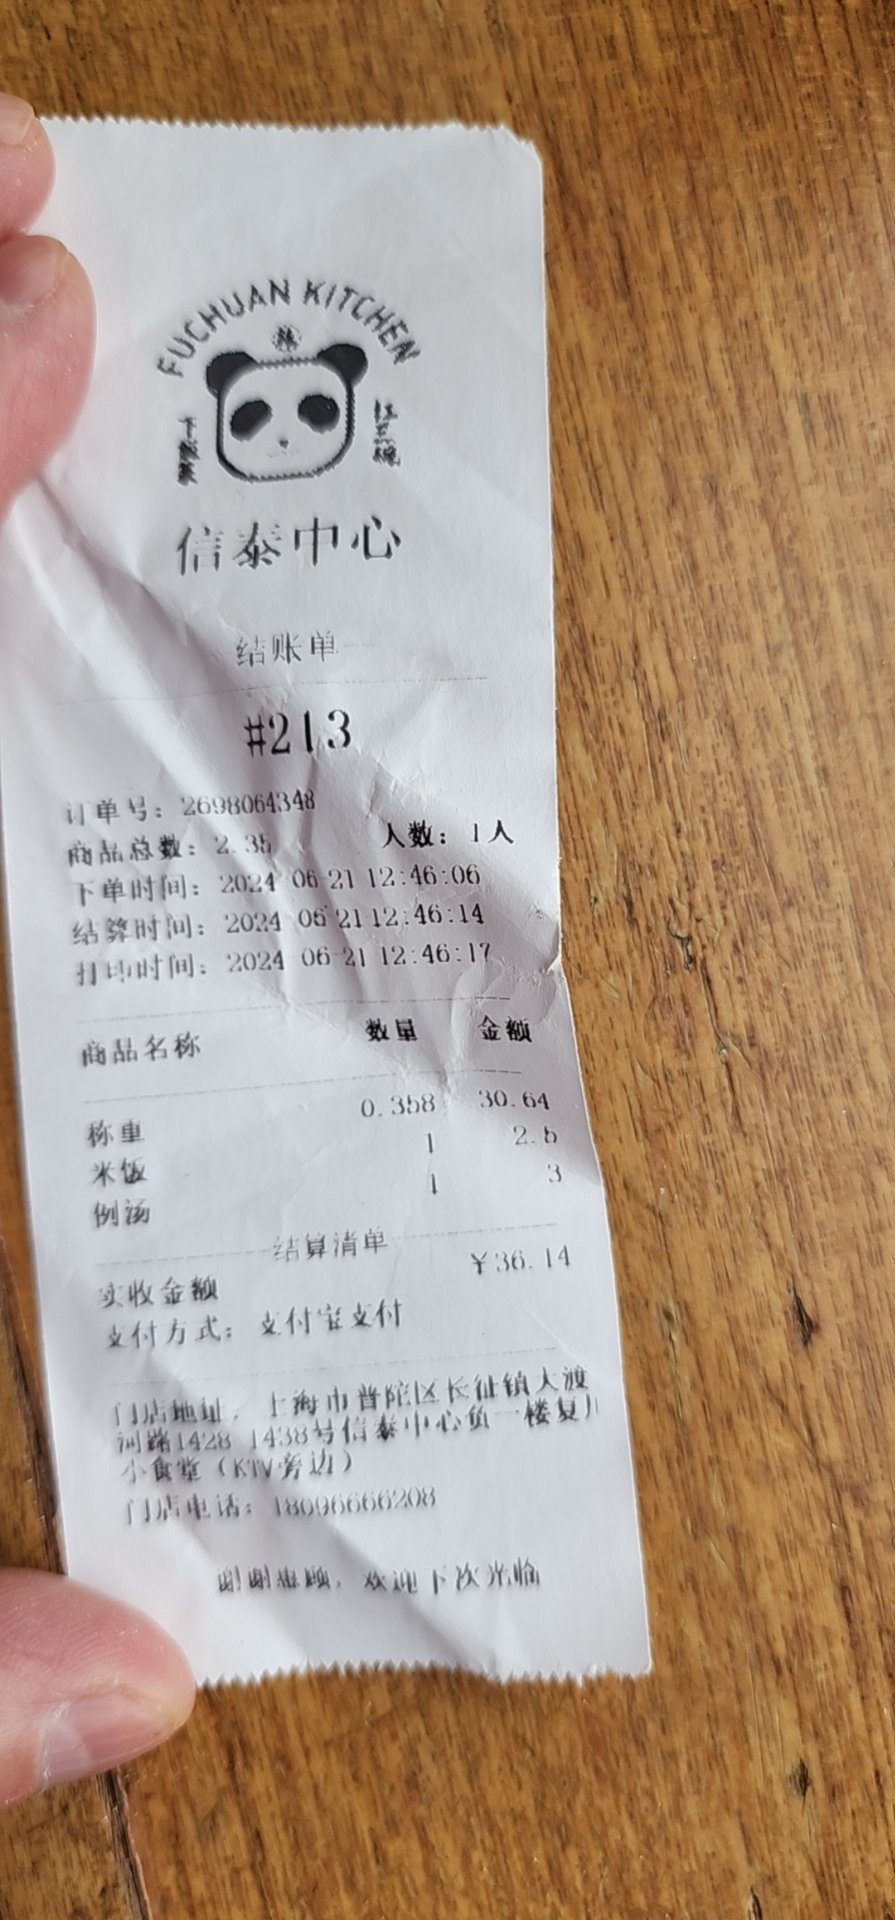 FUCHUAN KITCHEN
下饭菜
扛三碗
信泰中心
结账单
#213
订单号：2698064348
商品总数：2.35 人数：1人
下单时间：2024-06-21 12:46:06
结算时间：2024-06-21 12:46:14
打印时间：2024-06-21 12:46:17
商品名称 数量 金额
称重 0.358 30.64
米饭 1 2.5
例汤 1 3
结算清单
实收金额 ￥36.14
支付方式：支付宝支付
门店地址：上海市普陀区长征镇大渡
河路1428-1438号信泰中心负一楼复川
小食堂（KTV旁边）
门店电话：18096666208
谢谢惠顾，欢迎下次光临